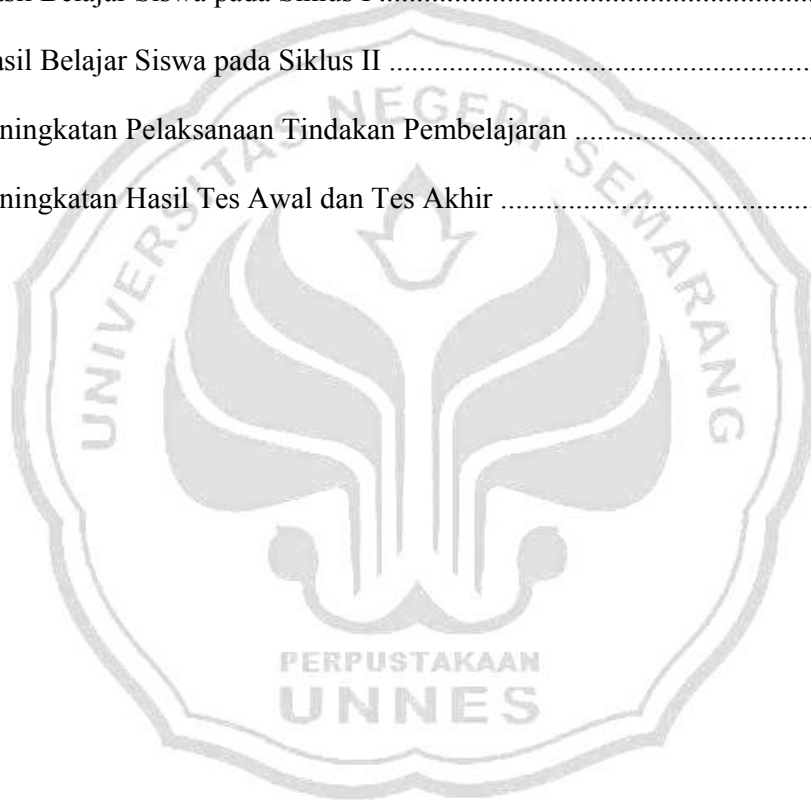 Belajar Siswa pada Siklus I
asil Belajar Siswa pada Siklus II ....................................................
ningkatan Pelaksanaan Tindakan Pembelajaran ................................
ningkatan Hasil Tes Awal dan Tes Akhir ..........................................
UNIVERSITAS NEGERI SEMARANG
PERPUSTAKAAN
UNNES